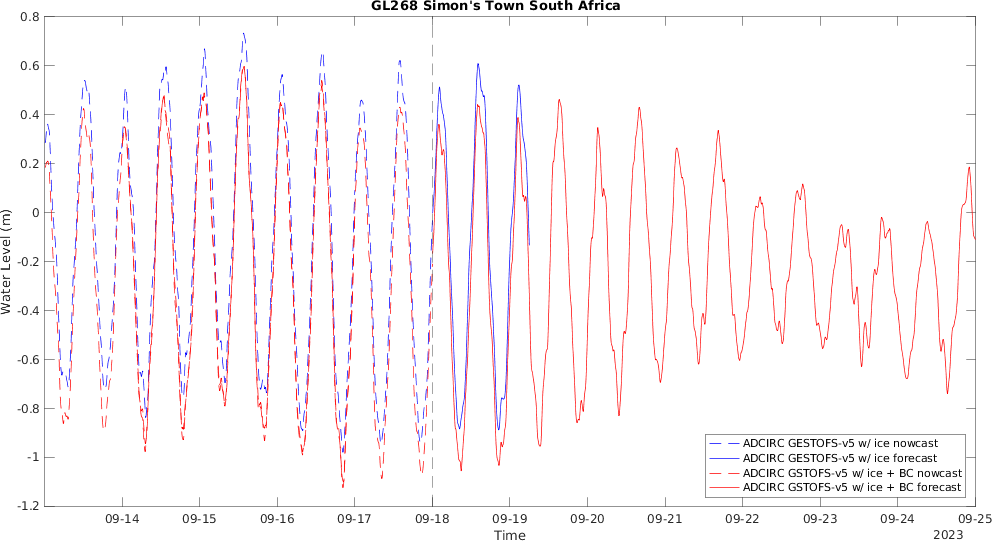 GL268 Simon's Town South Africa
0.8
0.6
0.4
0.2
0
-0.2
-0.4
-0.6
-0.8
-1
-1.2
Water Level (m)
ADCIRC GESTOFS-v5 w/ ice nowcast
ADCIRC GESTOFS-v5 w/ ice forecast
ADCIRC GSTOFS-v5 w/ ice + BC nowcast
ADCIRC GSTOFS-v5 w/ ice + BC forecast
09-14 09-15 09-16 09-17 09-18 09-19 09-20 09-21 09-22 09-23 09-24 09-25
Time
2023